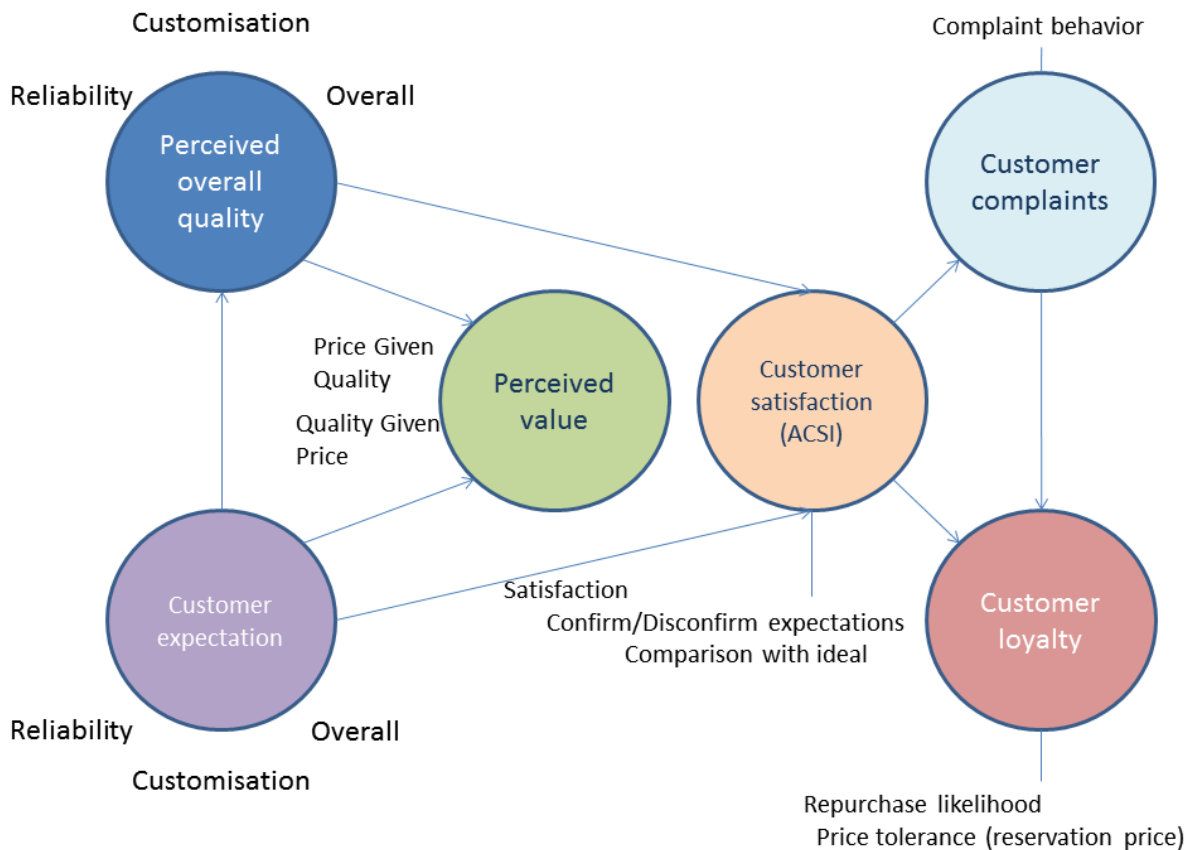 Customisation
Complaint behavior
Reliability
Overall
Perceived
overall
quality
Customer
complaints
Price Given
Quality
Quality Given
Price
Perceived
value
Customer
satisfaction
(ACSI)
Customer
expectation
Satisfaction
Confirm/Disconfirm expectations
Comparison with ideal
Customer
loyalty
Reliability
Overall
Customisation
Repurchase likelihood
Price tolerance (reservation price)